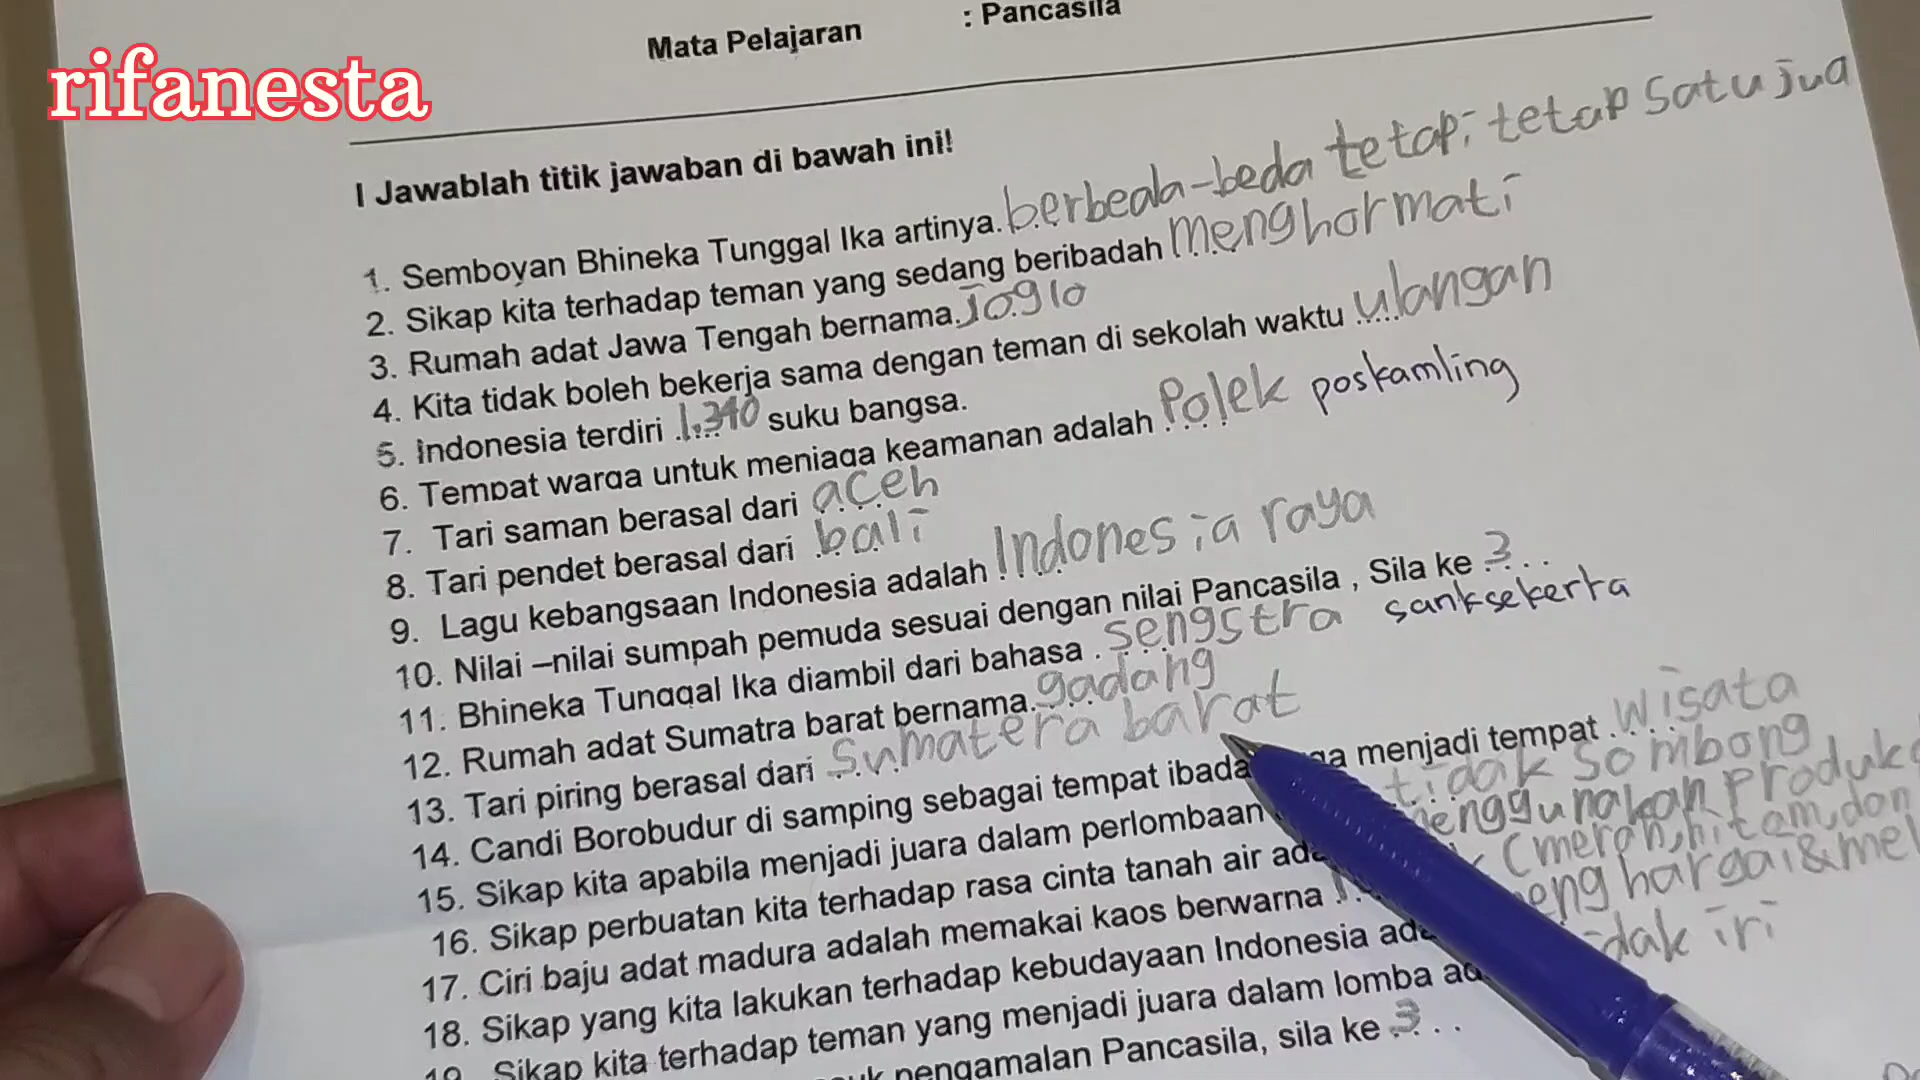 rifanesta
Mata Pelajaran : Pancasila
I Jawablah titik jawaban di bawah ini!
1. Semboyan Bhineka Tunggal Ika artinya. berbeda-beda tetapi tetap satu jua
2. Sikap kita terhadap teman yang sedang beribadah menghormati
3. Rumah adat Jawa Tengah bernama. joglo
4. Kita tidak boleh bekerja sama dengan teman di sekolah waktu ..... ulangan
5. Indonesia terdiri 1.340 suku bangsa.
6. Tempat warga untuk menjaga keamanan adalah .... Polek poskamling
7. Tari saman berasal dari aceh
8. Tari pendet berasal dari bali
9. Lagu kebangsaan Indonesia adalah Indonesia raya
10. Nilai –nilai sumpah pemuda sesuai dengan nilai Pancasila , Sila ke 3 ...
11. Bhineka Tunggal Ika diambil dari bahasa . sengstra sanksekerta
12. Rumah adat Sumatra barat bernama. gadang
13. Tari piring berasal dari sumatera barat
14. Candi Borobudur di samping sebagai tempat ibada menjadi tempat wisata
15. Sikap kita apabila menjadi juara dalam perlombaan tidak sombong
16. Sikap perbuatan kita terhadap rasa cinta tanah air menggunakan produk
17. Ciri baju adat madura adalah memakai kaos berwarna (merah,hitam,dan
18. Sikap yang kita lakukan terhadap kebudayaan Indonesia menghargai &
19. Sikap kita terhadap teman yang menjadi juara dalam lomba tidak iri
pengamalan Pancasila, sila ke 3 ...